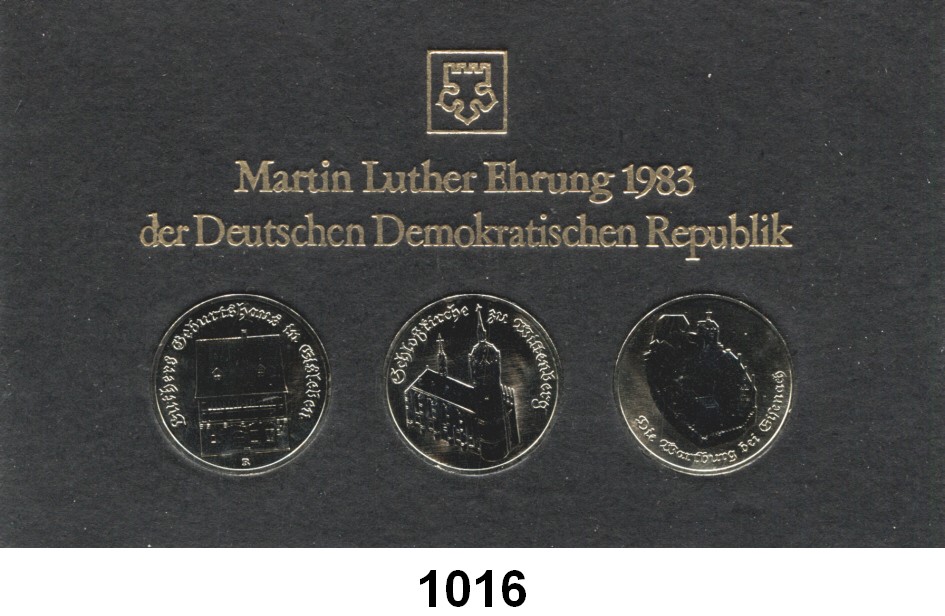 Martin Luther Ehrung 1983
der Deutschen Demokratischen Republik
Luthers Geburtshaus in Eisleben
R
Schloßkirche zu Wittenberg
Die Wartburg bei Eisenach
1016